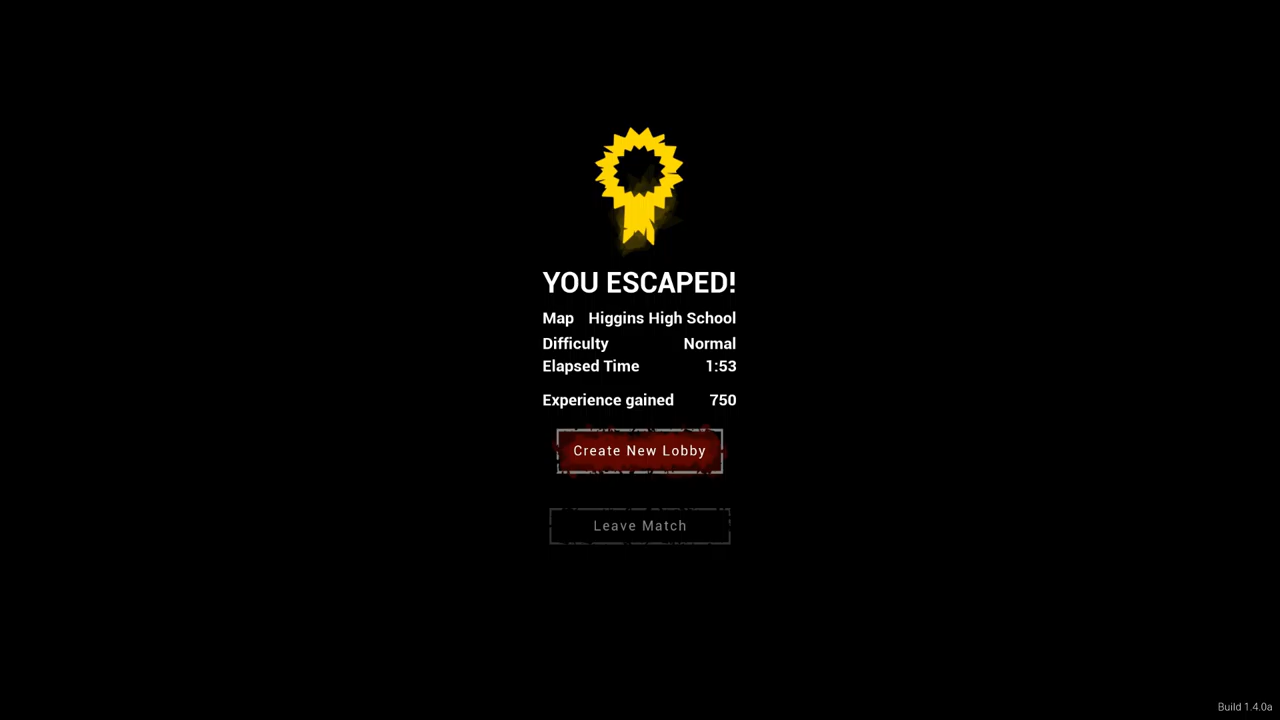 YOU ESCAPED!
Map Higgins High School
Difficulty Normal
Elapsed Time 1:53
Experience gained 750
Create New Lobby
Leave Match
Build 1.4.0a